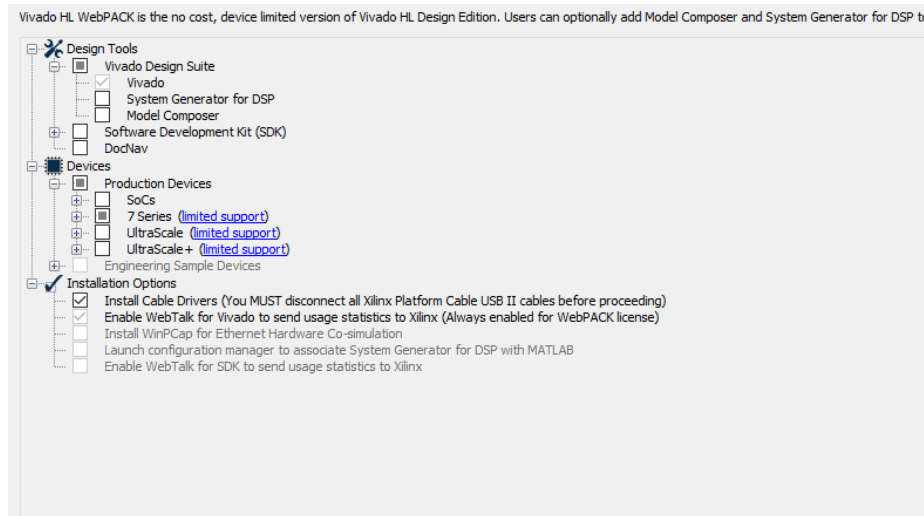 Vivado HL WebPACK is the no cost, device limited version of Vivado HL Design Edition. Users can optionally add Model Composer and System Generator for DSP to
Design Tools
Vivado Design Suite
Vivado
System Generator for DSP
Model Composer
Software Development Kit (SDK)
DocNav
Devices
Production Devices
SoCs
7 Series (limited support)
UltraScale (limited support)
UltraScale+ (limited support)
Engineering Sample Devices
Installation Options
Install Cable Drivers (You MUST disconnect all Xilinx Platform Cable USB II cables before proceeding)
Enable WebTalk for Vivado to send usage statistics to Xilinx (Always enabled for WebPACK license)
Install WinPCap for Ethernet Hardware Co-simulation
Launch configuration manager to associate System Generator for DSP with MATLAB
Enable WebTalk for SDK to send usage statistics to Xilinx